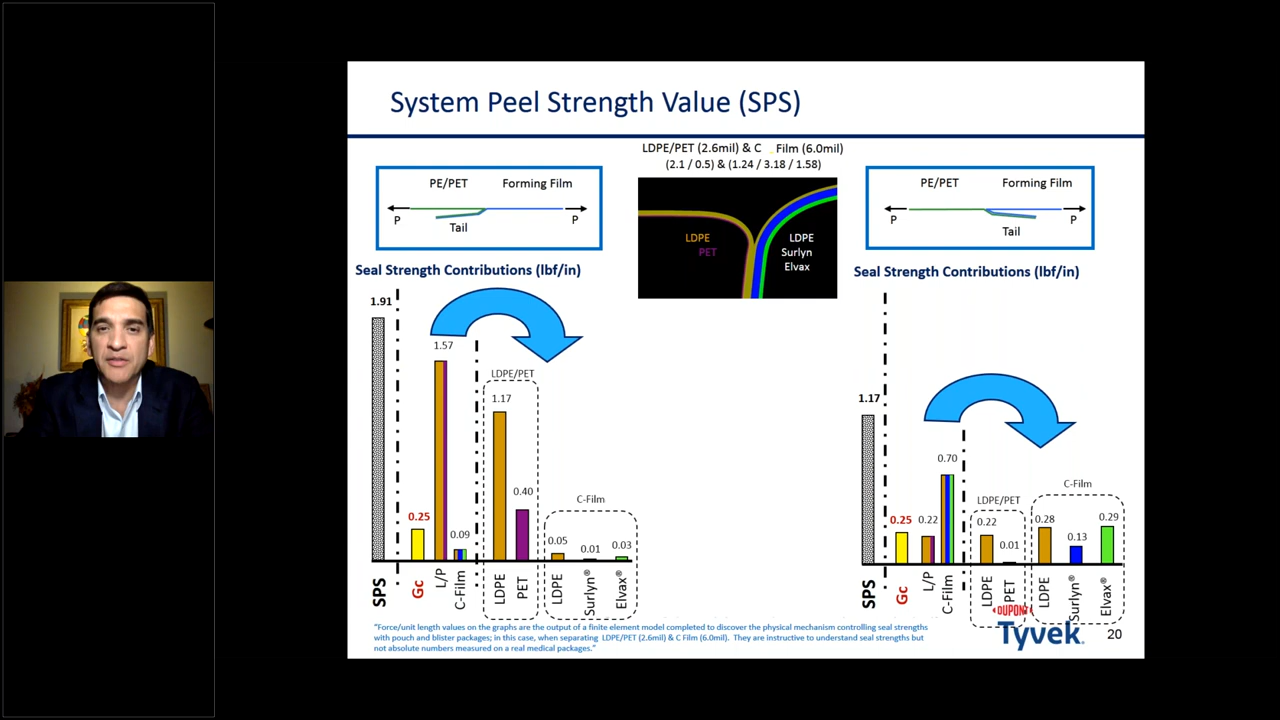 System Peel Strength Value (SPS)
LDPE/PET (2.6mil) & C Film (6.0mil)
(2.1 / 0.5) & (1.24 / 3.18 / 1.58)
PE/PET Forming Film
P P
Tail
LDPE
PET
LDPE
Surlyn
Elvax
PE/PET Forming Film
P P
Tail
Seal Strength Contributions (lbf/in)
1.91
1.57
LDPE/PET
1.17
0.40
C-Film
0.25
0.09
0.05
0.01
0.03
SPS
Gc
L/P
C-Film
LDPE
PET
LDPE
Surlyn®
Elvax®
Seal Strength Contributions (lbf/in)
1.17
0.70
C-Film
LDPE/PET
0.25
0.22
0.22
0.01
0.28
0.13
0.29
SPS
Gc
L/P
C-Film
LDPE
PET
LDPE
Surlyn®
Elvax®
"Force/unit length values on the graphs are the output of a finite element model completed to discover the physical mechanism controlling seal strengths
with pouch and blister packages; in this case, when separating LDPE/PET (2.6mil) & C Film (6.0mil). They are instructive to understand seal strengths but
not absolute numbers measured on a real medical packages."
DUPONT
Tyvek®
20